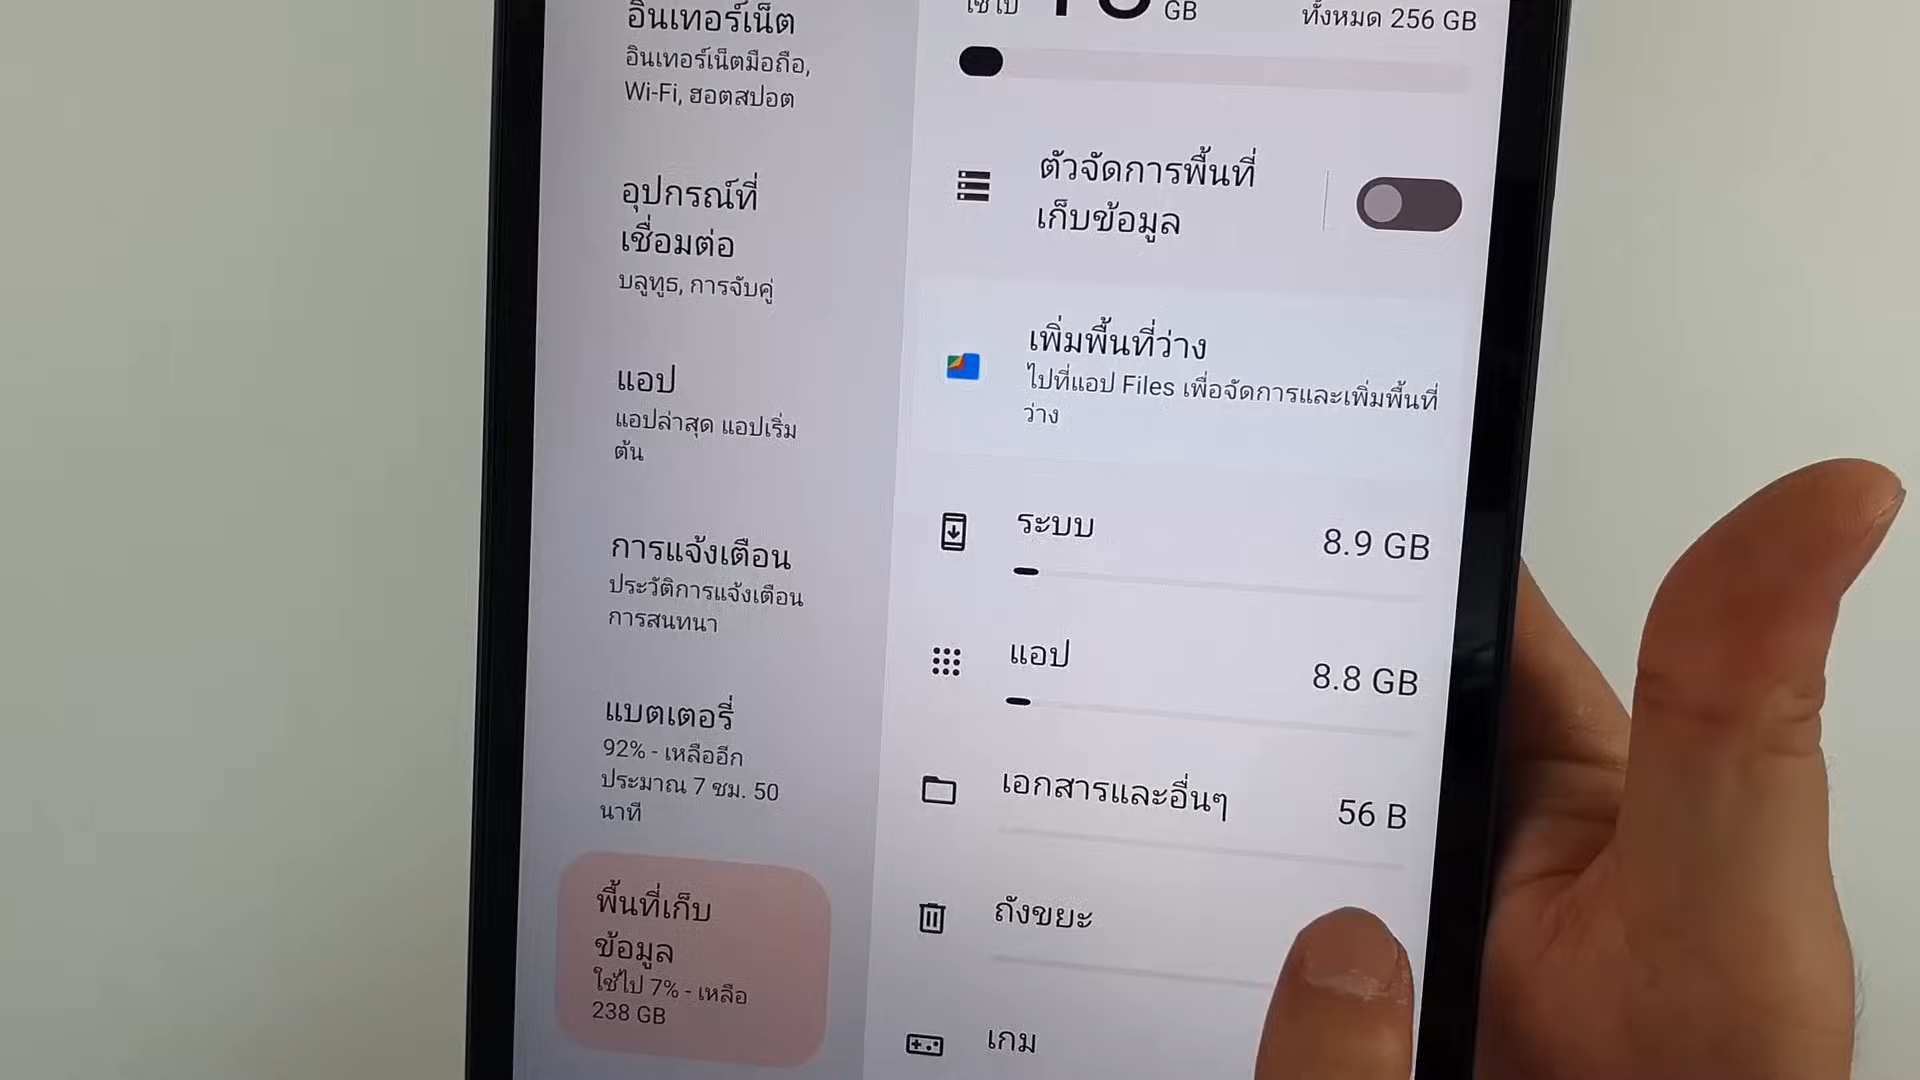 อินเทอร์เน็ต
อินเทอร์เน็ตมือถือ,
Wi-Fi, ฮอตสปอต
อุปกรณ์ที่
เชื่อมต่อ
บลูทูธ, การจับคู่
แอป
แอปล่าสุด แอปเริ่ม
ต้น
การแจ้งเตือน
ประวัติการแจ้งเตือน
การสนทนา
แบตเตอรี่
92% - เหลืออีก
ประมาณ 7 ชม. 50
นาที
พื้นที่เก็บ
ข้อมูล
ใช้ไป 7% - เหลือ
238 GB
ใช้ไป GB
ทั้งหมด 256 GB
ตัวจัดการพื้นที่
เก็บข้อมูล
เพิ่มพื้นที่ว่าง
ไปที่แอป Files เพื่อจัดการและเพิ่มพื้นที่
ว่าง
ระบบ 8.9 GB
แอป 8.8 GB
เอกสารและอื่นๆ 56 B
ถังขยะ
เกม